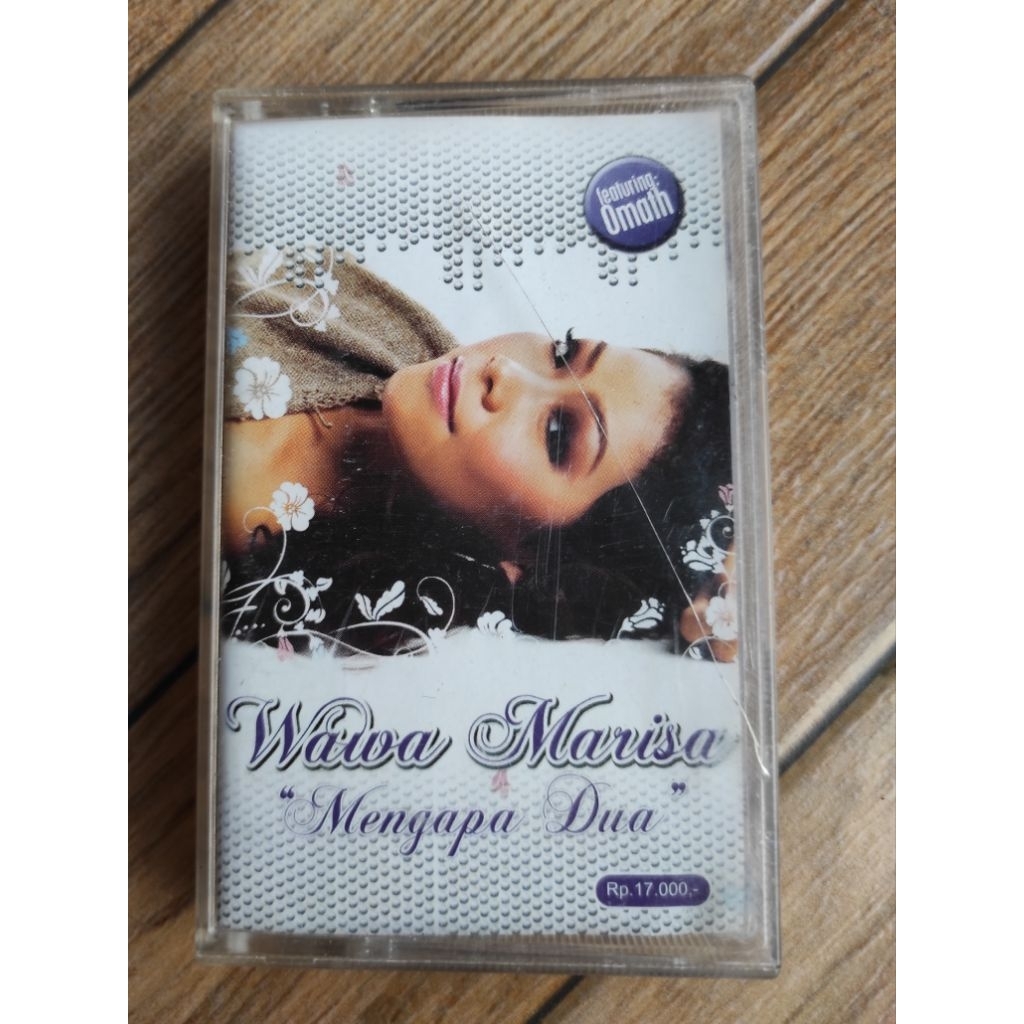 featuring:
Omath
Wawa Marisa
“Mengapa Dua”
Rp.17.000,-